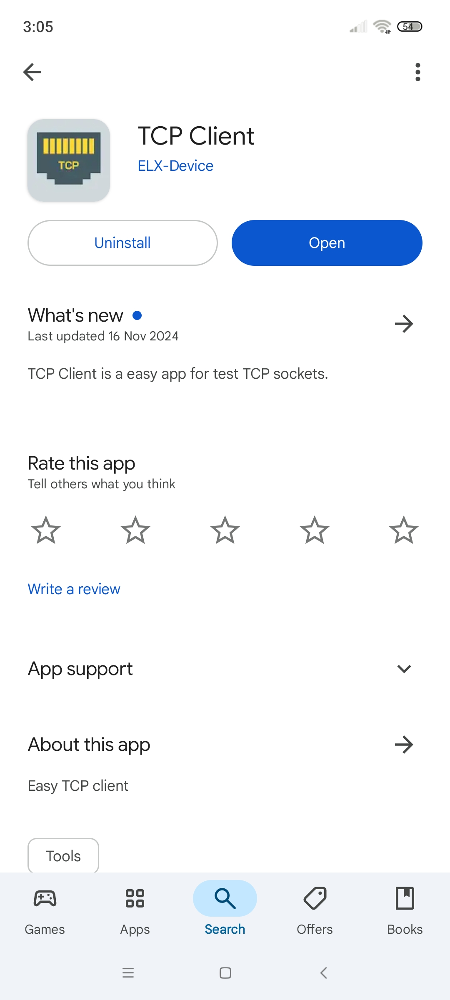 3:05
54
TCP
TCP Client
ELX-Device
Uninstall
Open
What's new
Last updated 16 Nov 2024
TCP Client is a easy app for test TCP sockets.
Rate this app
Tell others what you think
Write a review
App support
About this app
Easy TCP client
Tools
Games
Apps
Search
Offers
Books